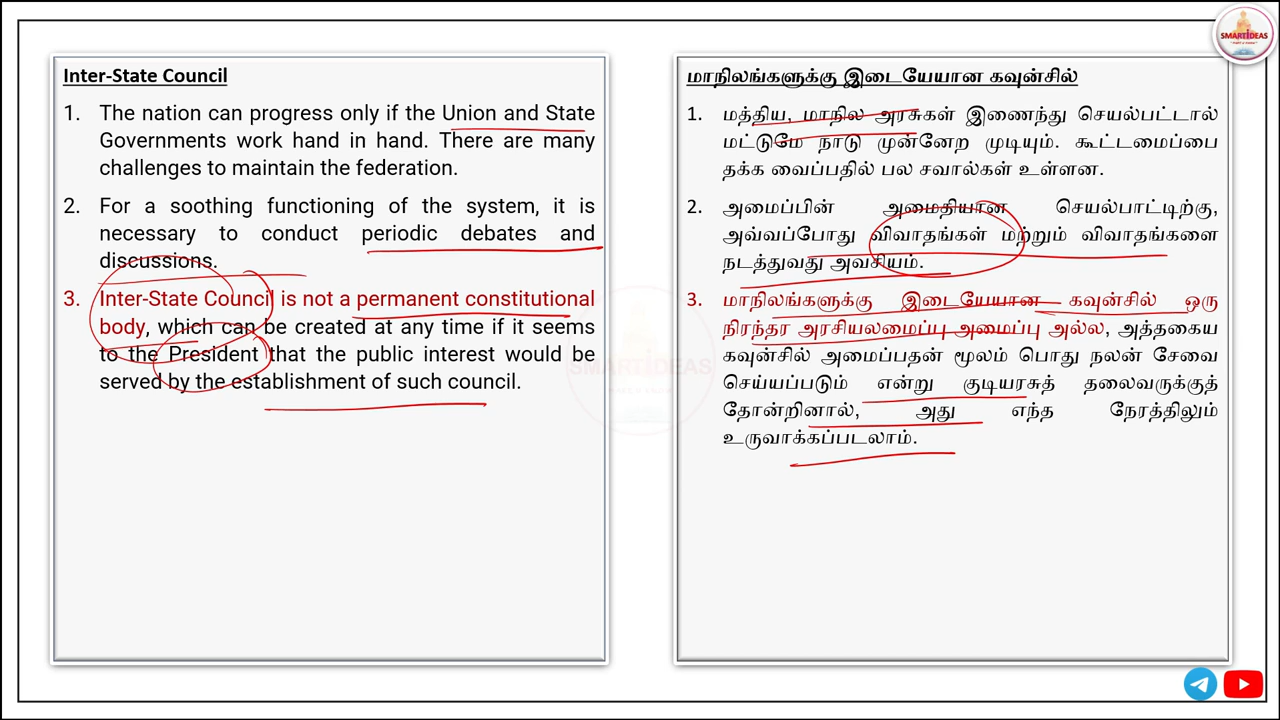 SMARTIDEAS
Inter-State Council
1. The nation can progress only if the Union and State
Governments work hand in hand. There are many
challenges to maintain the federation.
2. For a soothing functioning of the system, it is
necessary to conduct periodic debates and
discussions.
3. Inter-State Council is not a permanent constitutional
body, which can be created at any time if it seems
to the President that the public interest would be
served by the establishment of such council.
மாநிலங்களுக்கு இடையேயான கவுன்சில்
1. மத்திய, மாநில அரசுகள் இணைந்து செயல்பட்டால்
மட்டுமே நாடு முன்னேற முடியும். கூட்டமைப்பை
தக்க வைப்பதில் பல சவால்கள் உள்ளன.
2. அமைப்பின் அமைதியான செயல்பாட்டிற்கு,
அவ்வப்போது விவாதங்கள் மற்றும் விவாதங்களை
நடத்துவது அவசியம்.
3. மாநிலங்களுக்கு இடையேயான கவுன்சில் ஒரு
நிரந்தர அரசியலமைப்பு அமைப்பு அல்ல, அத்தகைய
கவுன்சில் அமைப்பதன் மூலம் பொது நலன் சேவை
செய்யப்படும் என்று குடியரசுத் தலைவருக்குத்
தோன்றினால், அது எந்த நேரத்திலும்
உருவாக்கப்படலாம்.
SMARTIDEAS